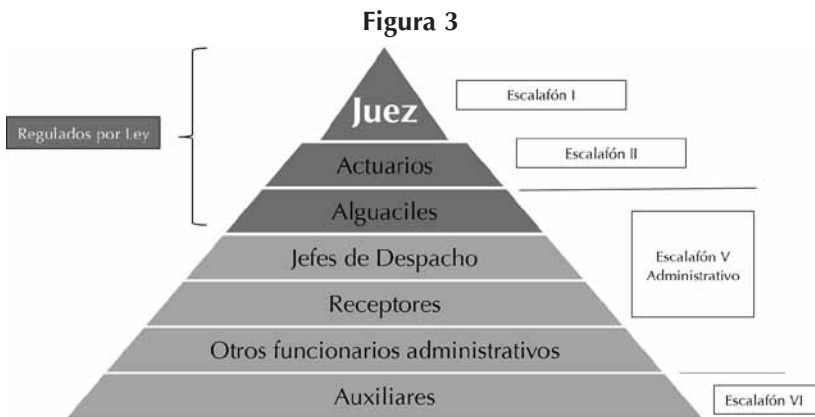 Figura 3
Juez
Escalafón I
Regulados por Ley
Actuarios
Escalafón II
Alguaciles
Jefes de Despacho
Escalafón V
Administrativo
Receptores
Otros funcionarios administrativos
Auxiliares
Escalafón VI